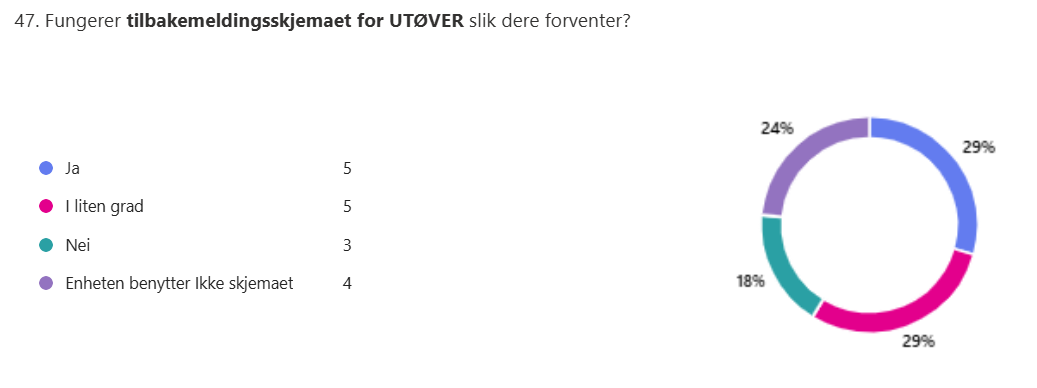 47. Fungerer tilbakemeldingsskjemaet for UTØVER slik dere forventer?
Ja 5
I liten grad 5
Nei 3
Enheten benytter Ikke skjemaet 4
24%
29%
18%
29%